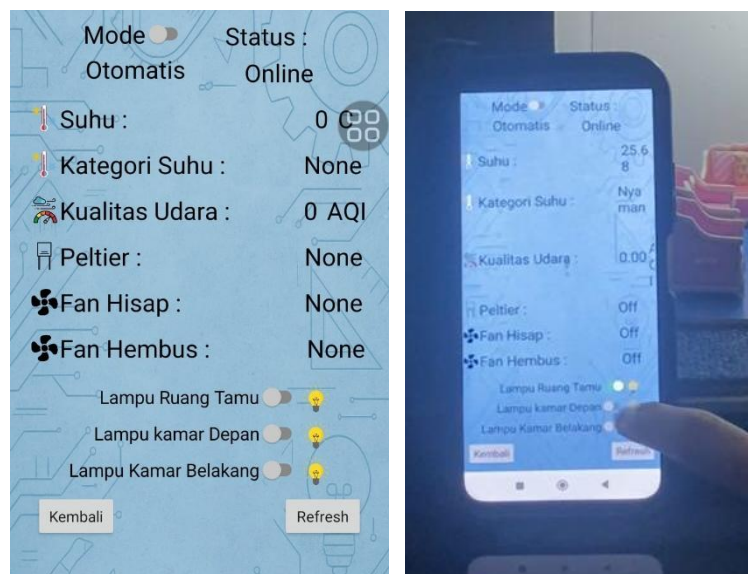 Mode Status :
Otomatis Online
Suhu : 0 C
Kategori Suhu : None
Kualitas Udara : 0 AQI
Peltier : None
Fan Hisap : None
Fan Hembus : None
Lampu Ruang Tamu
Lampu kamar Depan
Lampu Kamar Belakang
Kembali Refresh
Mode Status :
Otomatis Online
Suhu : 25.6
8
Kategori Suhu : Nya
man
Kualitas Udara : 0.00
Peltier : Off
Fan Hisap : Off
Fan Hembus : Off
Lampu Ruang Tamu
Lampu kamar Depan
Lampu Kamar Belakang
Kembali Refresh